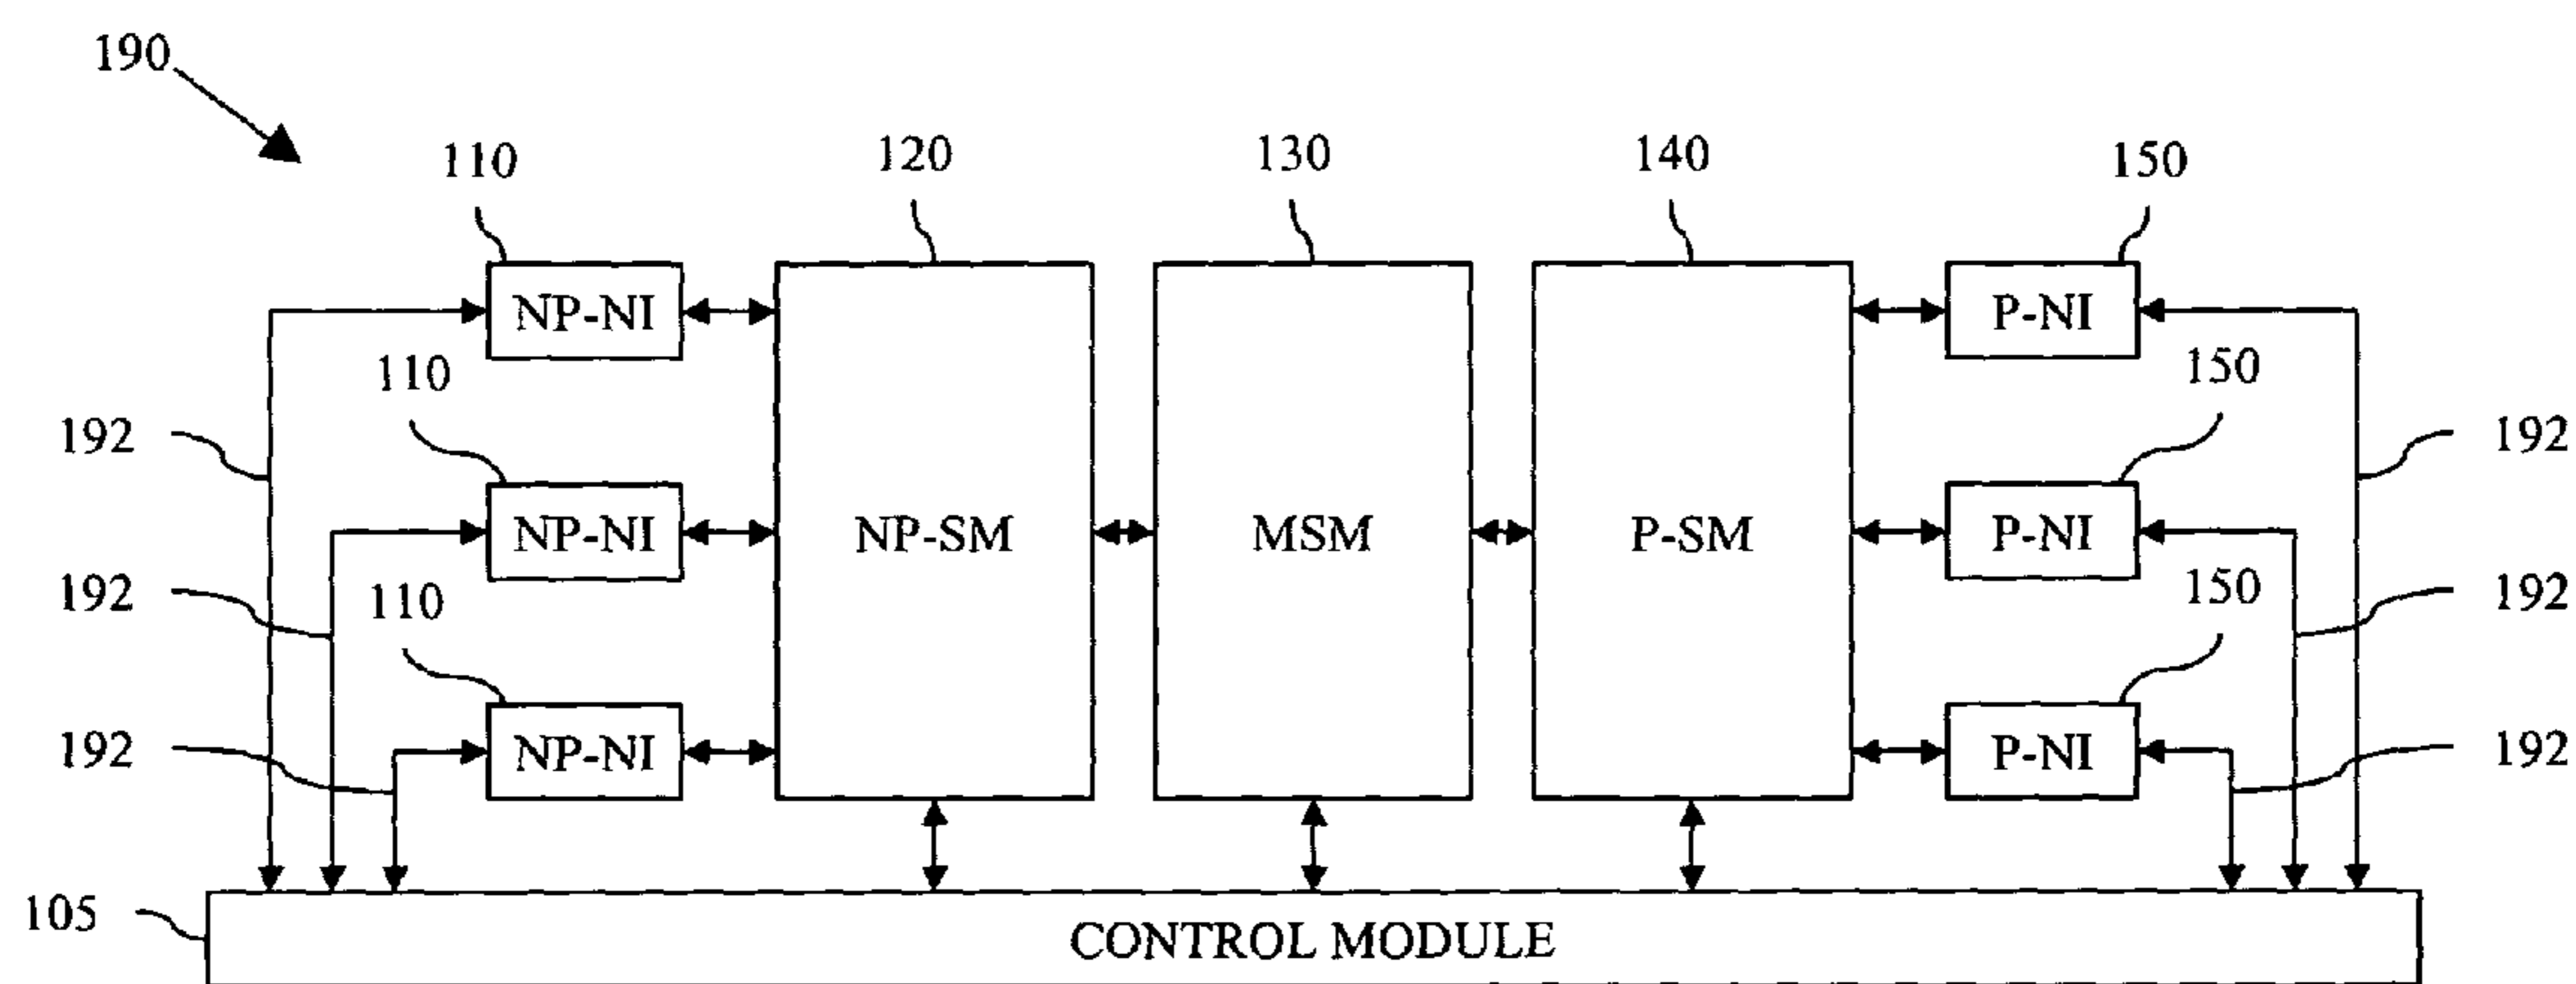 190
110 120 130 140 150
NP-NI P-NI
110 150
192 192
NP-NI NP-SM MSM P-SM P-NI
192 110 150 192
192 NP-NI P-NI 192
105 CONTROL MODULE